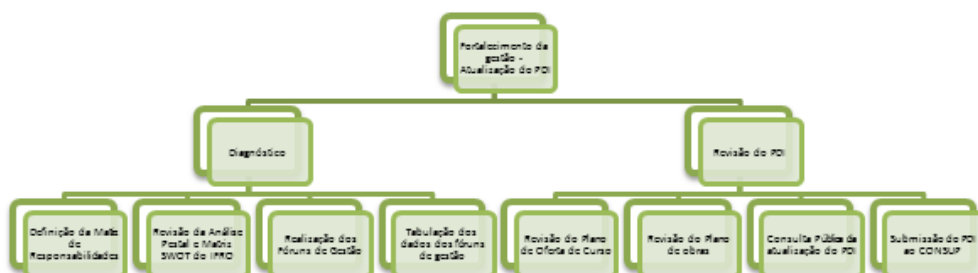 Fortalecimento da
gestão -
Atualização do PDI
Diagnóstico
Revisão do PDI
Definição da Matriz
de
Responsabilidades
Revisão da Análise
Pestal e Matriz
SWOT do IFRO
Realização dos
Fóruns de Gestão
Tabulação dos
dados dos fóruns
de gestão
Revisão do Plano
de Oferta de Curso
Revisão do Plano
de obras
Consulta Pública da
atualização do PDI
Submissão do PDI
ao CONSUP